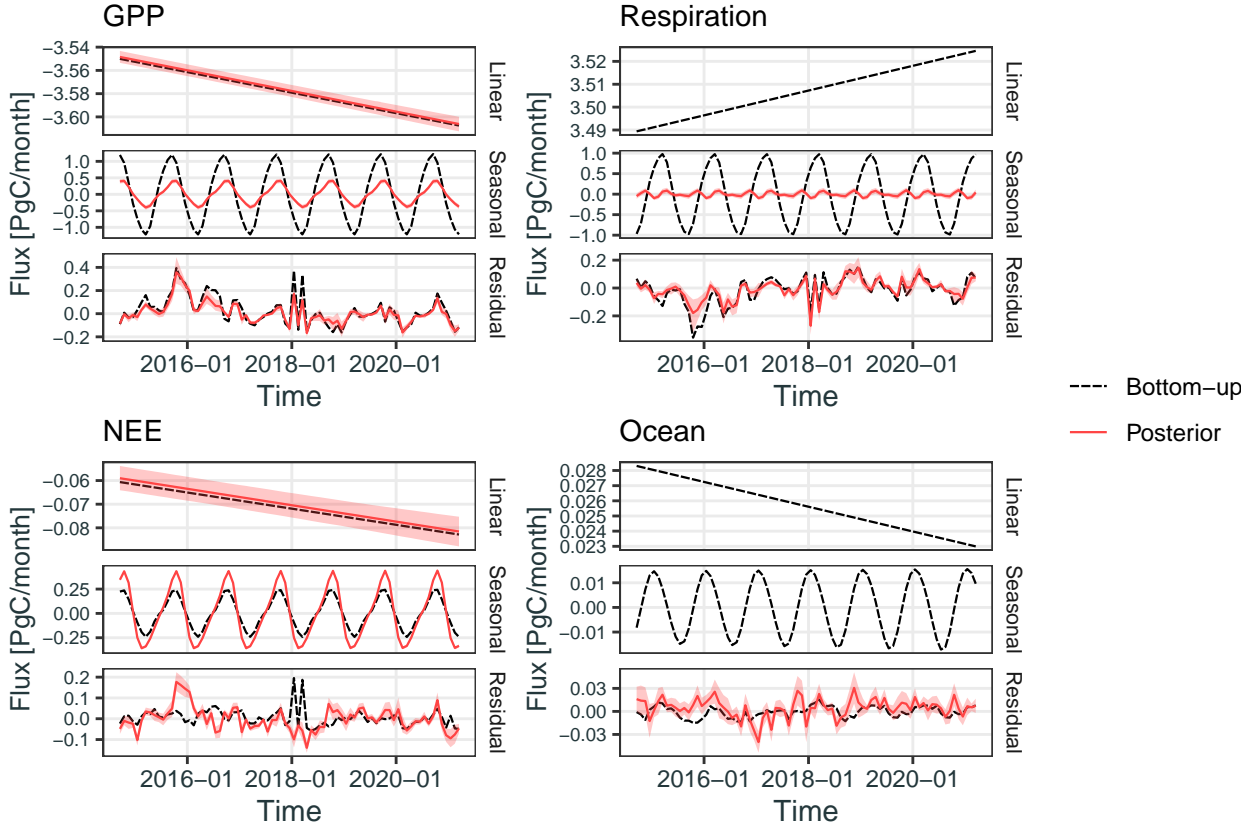 GPP
Flux [PgC/month]
−3.54
−3.56
−3.58
−3.60
Linear
1.0
0.5
0.0
−0.5
−1.0
Seasonal
0.4
0.2
0.0
−0.2
Residual
2016−01 2018−01 2020−01
Time
Respiration
Flux [PgC/month]
3.52
3.51
3.50
3.49
Linear
1.0
0.5
0.0
−0.5
−1.0
Seasonal
0.2
0.0
−0.2
Residual
2016−01 2018−01 2020−01
Time
NEE
Flux [PgC/month]
−0.06
−0.07
−0.08
Linear
0.25
0.00
−0.25
Seasonal
0.2
0.1
0.0
−0.1
Residual
2016−01 2018−01 2020−01
Time
Ocean
Flux [PgC/month]
0.028
0.027
0.026
0.025
0.024
0.023
Linear
0.01
0.00
−0.01
Seasonal
0.03
0.00
−0.03
Residual
2016−01 2018−01 2020−01
Time
Bottom−up
Posterior